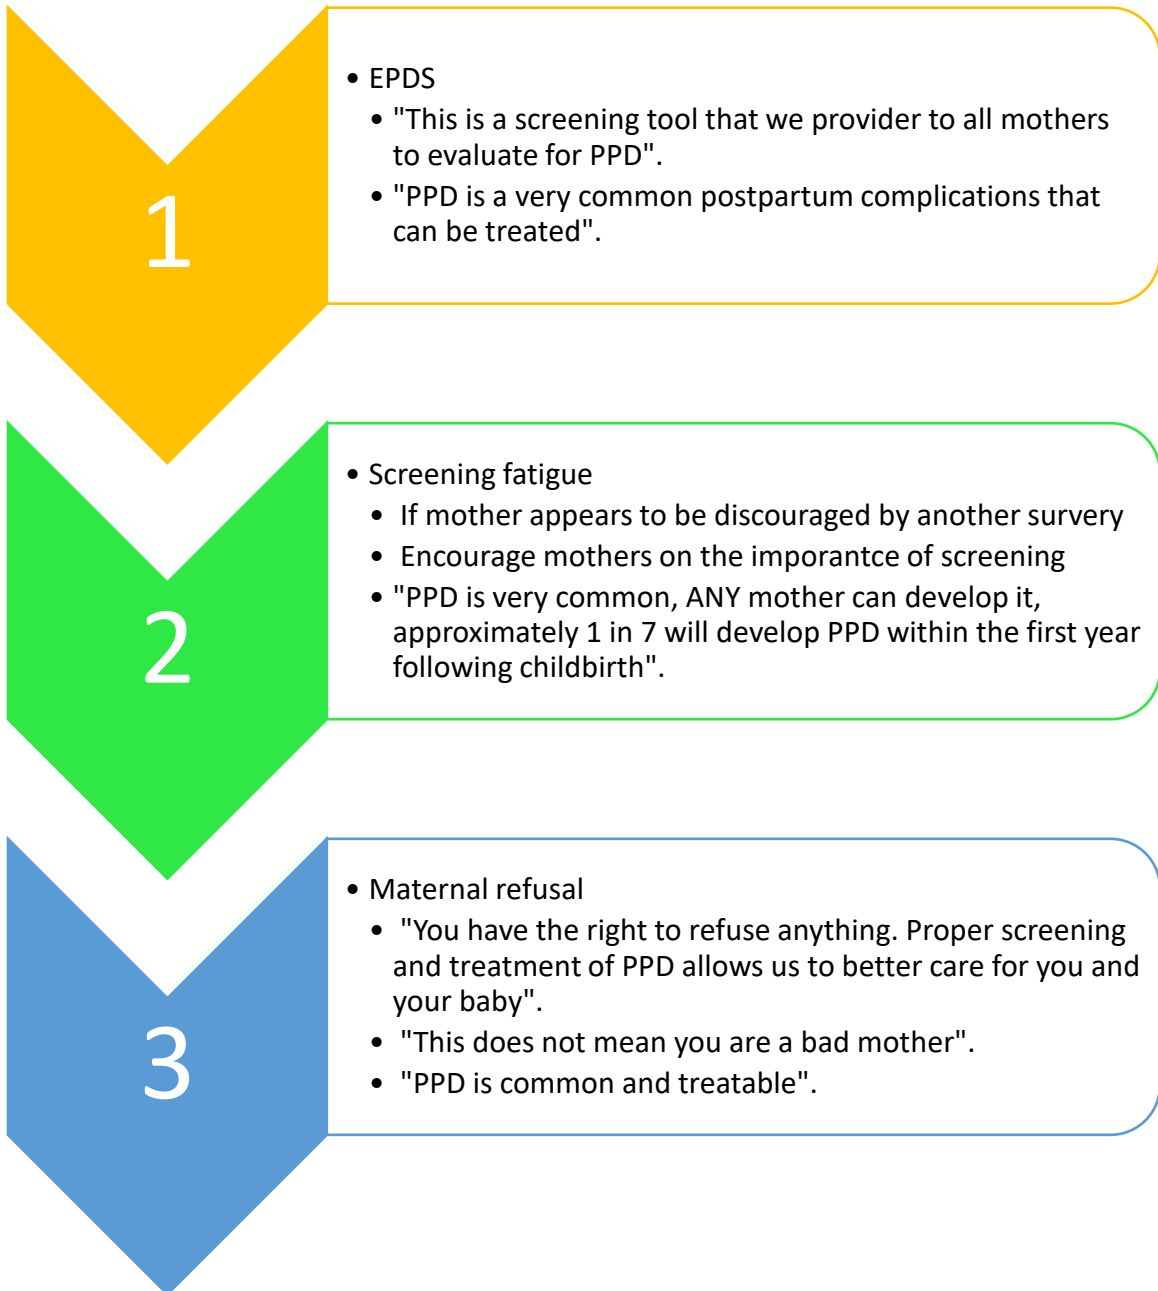 1
• EPDS
• "This is a screening tool that we provider to all mothers
to evaluate for PPD".
• "PPD is a very common postpartum complications that
can be treated".
2
• Screening fatigue
• If mother appears to be discouraged by another survery
• Encourage mothers on the imporantce of screening
• "PPD is very common, ANY mother can develop it,
approximately 1 in 7 will develop PPD within the first year
following childbirth".
3
• Maternal refusal
• "You have the right to refuse anything. Proper screening
and treatment of PPD allows us to better care for you and
your baby".
• "This does not mean you are a bad mother".
• "PPD is common and treatable".